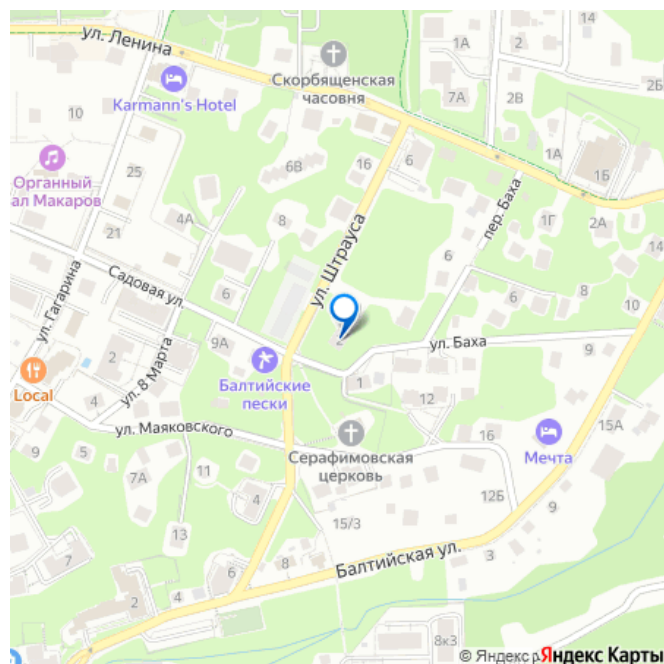 ул. Ленина
Скорбященская
часовня
1А
2
2Б
7А
2В
Karmann's Hotel
10
6В
16
6
1А
1Б
Органный
ал Макаров
25
4А
8
пер. Баха
1Г
2А
21
ул. Штрауса
6
14
ул. Гагарина
Садовая ул.
6
8
10
2
9А
ул. Баха
2
ул. 8 Марта
Балтийские
пески
1
8
Local
4
12
ул. Маяковского
16
15А
9
5
11
Серафимовская
церковь
Мечта
7А
4
12Б
13
15/3
9
7
Балтийская ул.
3
2
6
8
8к3
© Яндекс
Яндекс Карты